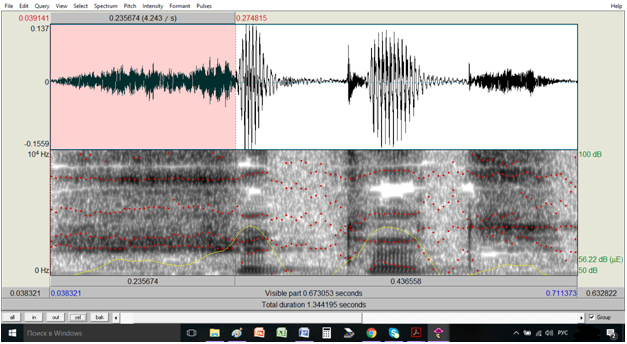 File Edit Query View Select Spectrum Pitch Intensity Formant Pulses Help
0.039141 0.235674 (4.243 / s) 0.274815
0.137
0
-0.1559
10⁴ Hz 100 dB
56.22 dB (µE)
0 Hz 50 dB
0.235674 0.436558
0.038321 0.038321 Visible part 0.673053 seconds 0.711373 0.632822
Total duration 1.344195 seconds
all in out sel bak Group
Поиск в Windows РУС